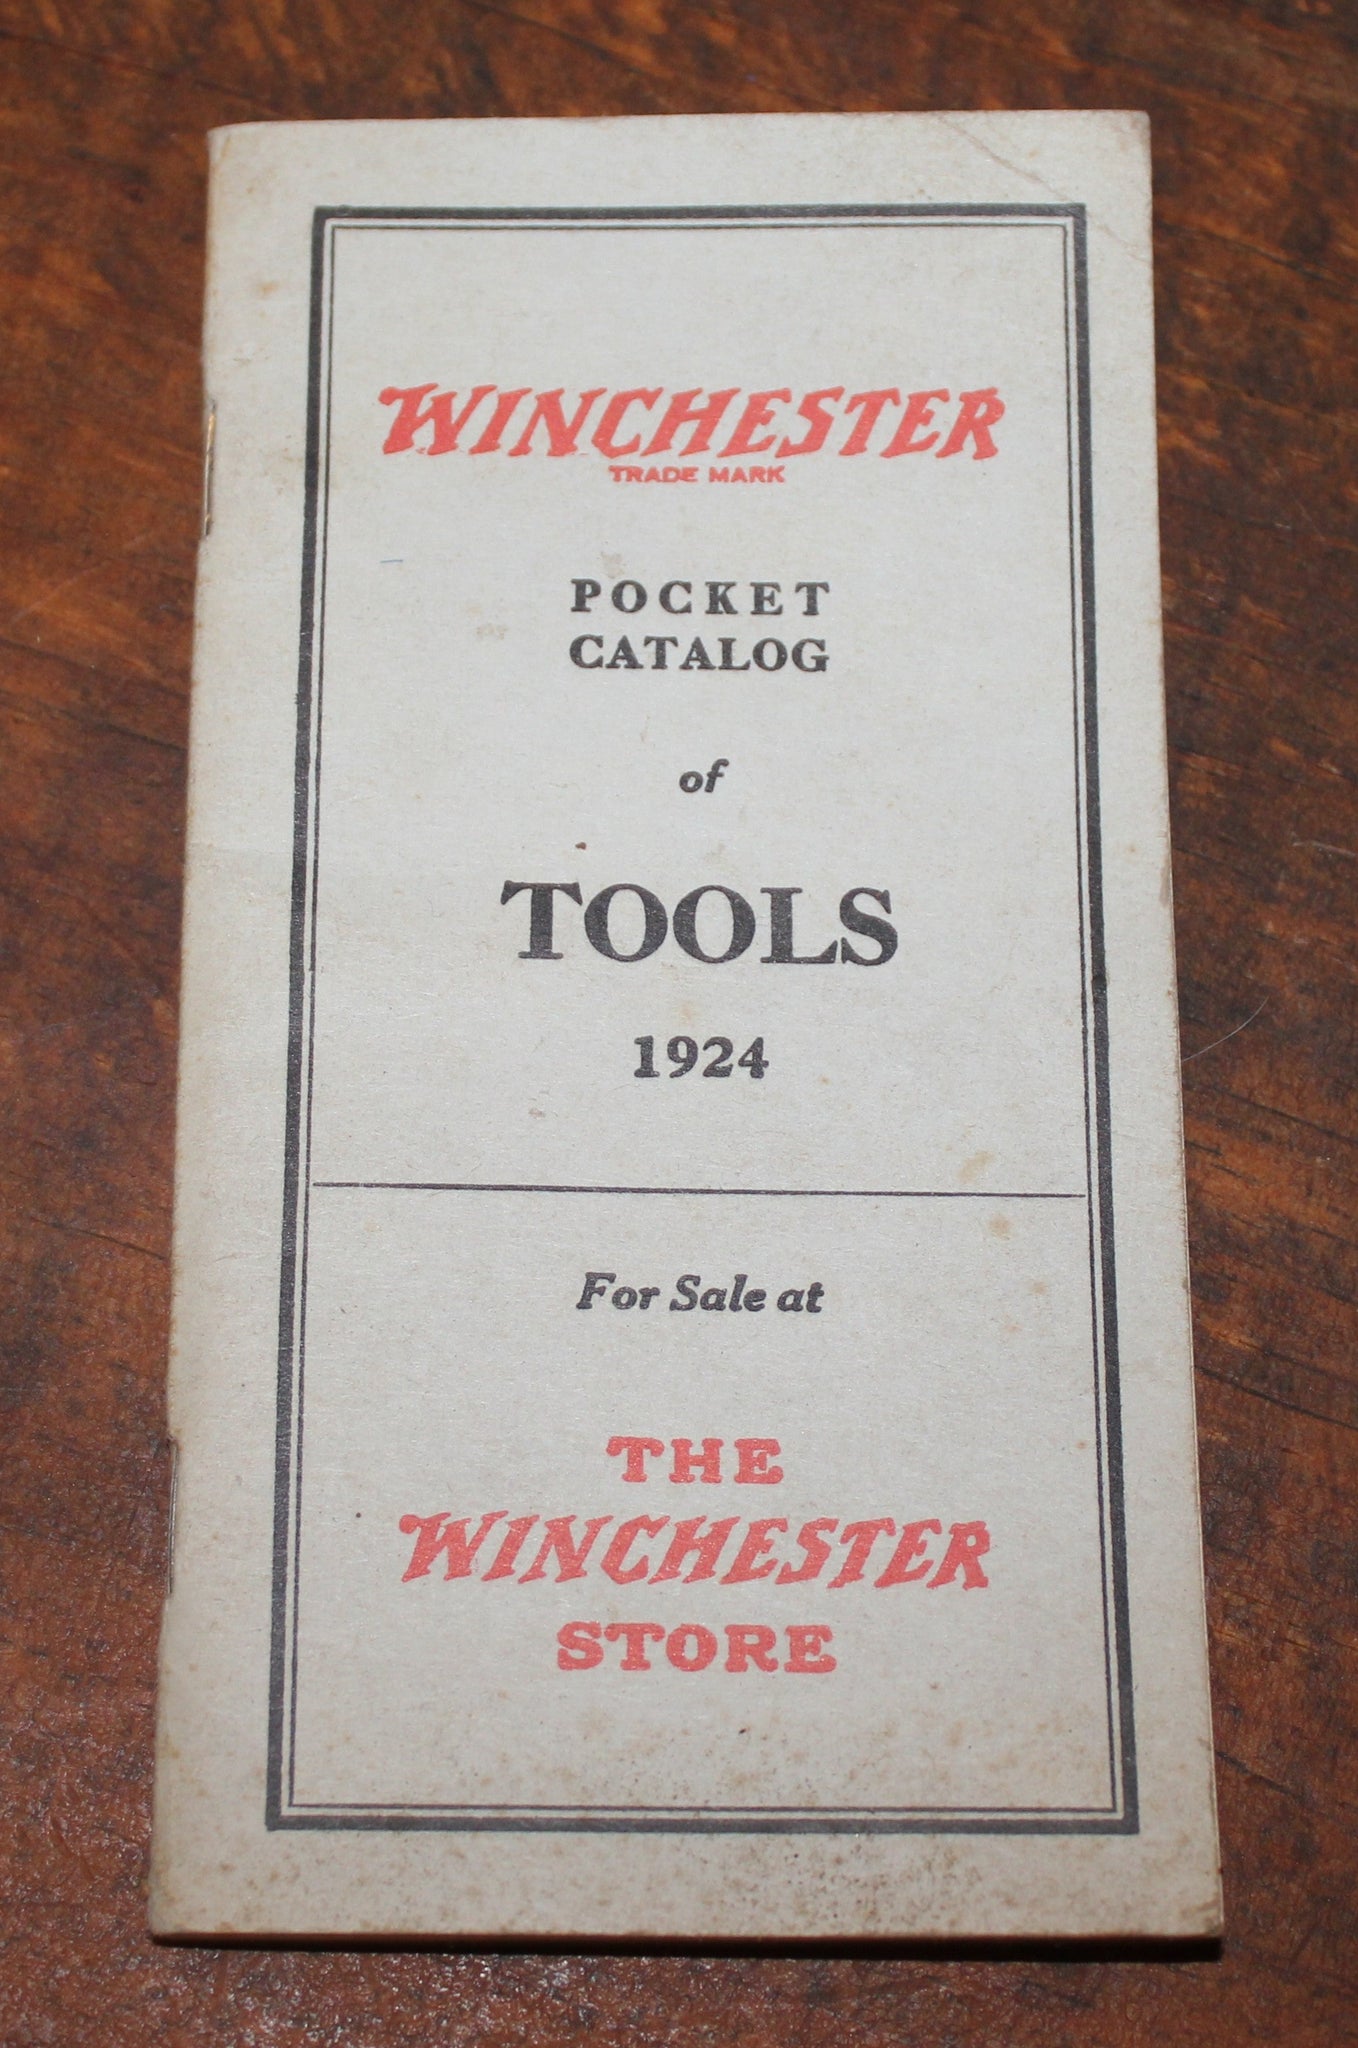 WINCHESTER
TRADE MARK
POCKET
CATALOG
of
TOOLS
1924
For Sale at
THE
WINCHESTER
STORE